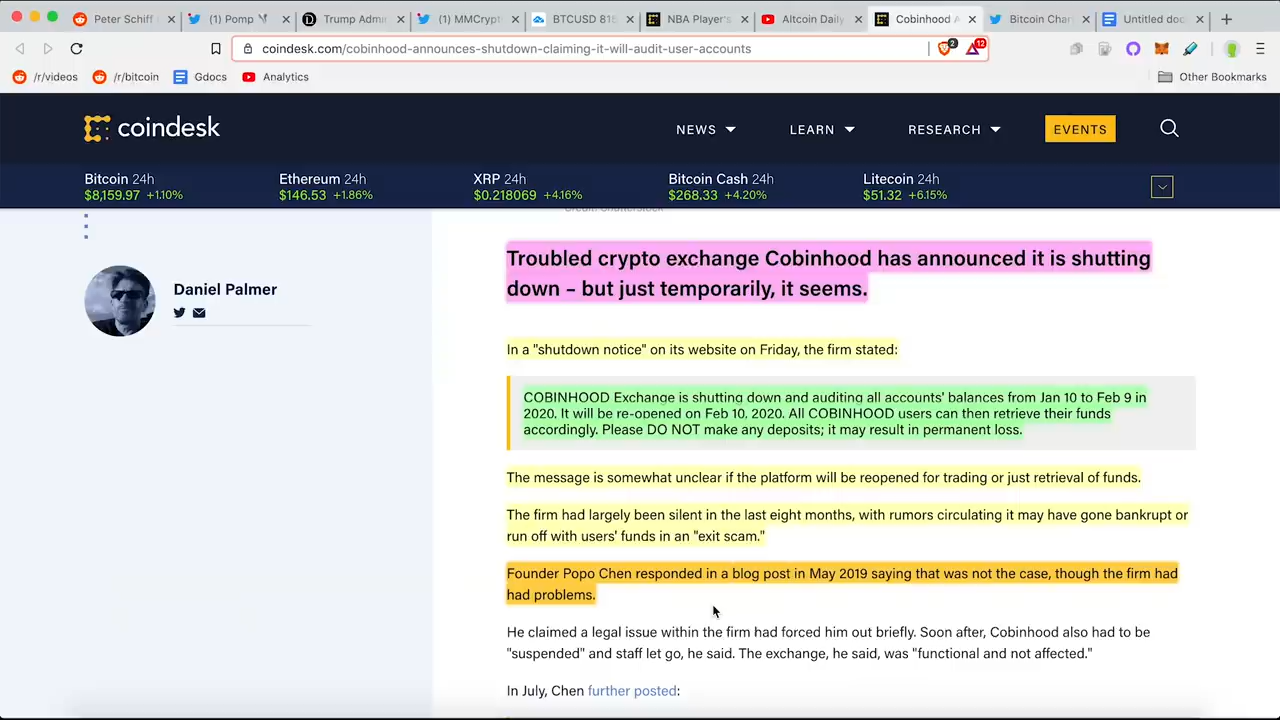 Peter Schiff
(1) Pomp
Trump Admi
(1) MMCryp
BTCUSD 816
NBA Player's
Altcoin Daily
Cobinhood A
Bitcoin Char
Untitled doc
coindesk.com/cobinhood-announces-shutdown-claiming-it-will-audit-user-accounts
2
12
/r/videos
/r/bitcoin
Gdocs
Analytics
Other Bookmarks
coindesk
NEWS
LEARN
RESEARCH
EVENTS
Bitcoin 24h
$8,159.97 +1.10%
Ethereum 24h
$146.53 +1.86%
XRP 24h
$0.218069 +4.16%
Bitcoin Cash 24h
$268.33 +4.20%
Litecoin 24h
$51.32 +6.15%
Credit: Shutterstock
Daniel Palmer
Troubled crypto exchange Cobinhood has announced it is shutting
down – but just temporarily, it seems.
In a "shutdown notice" on its website on Friday, the firm stated:
COBINHOOD Exchange is shutting down and auditing all accounts' balances from Jan 10 to Feb 9 in
2020. It will be re-opened on Feb 10, 2020. All COBINHOOD users can then retrieve their funds
accordingly. Please DO NOT make any deposits; it may result in permanent loss.
The message is somewhat unclear if the platform will be reopened for trading or just retrieval of funds.
The firm had largely been silent in the last eight months, with rumors circulating it may have gone bankrupt or
run off with users' funds in an "exit scam."
Founder Popo Chen responded in a blog post in May 2019 saying that was not the case, though the firm had
had problems.
He claimed a legal issue within the firm had forced him out briefly. Soon after, Cobinhood also had to be
"suspended" and staff let go, he said. The exchange, he said, was "functional and not affected."
In July, Chen further posted: